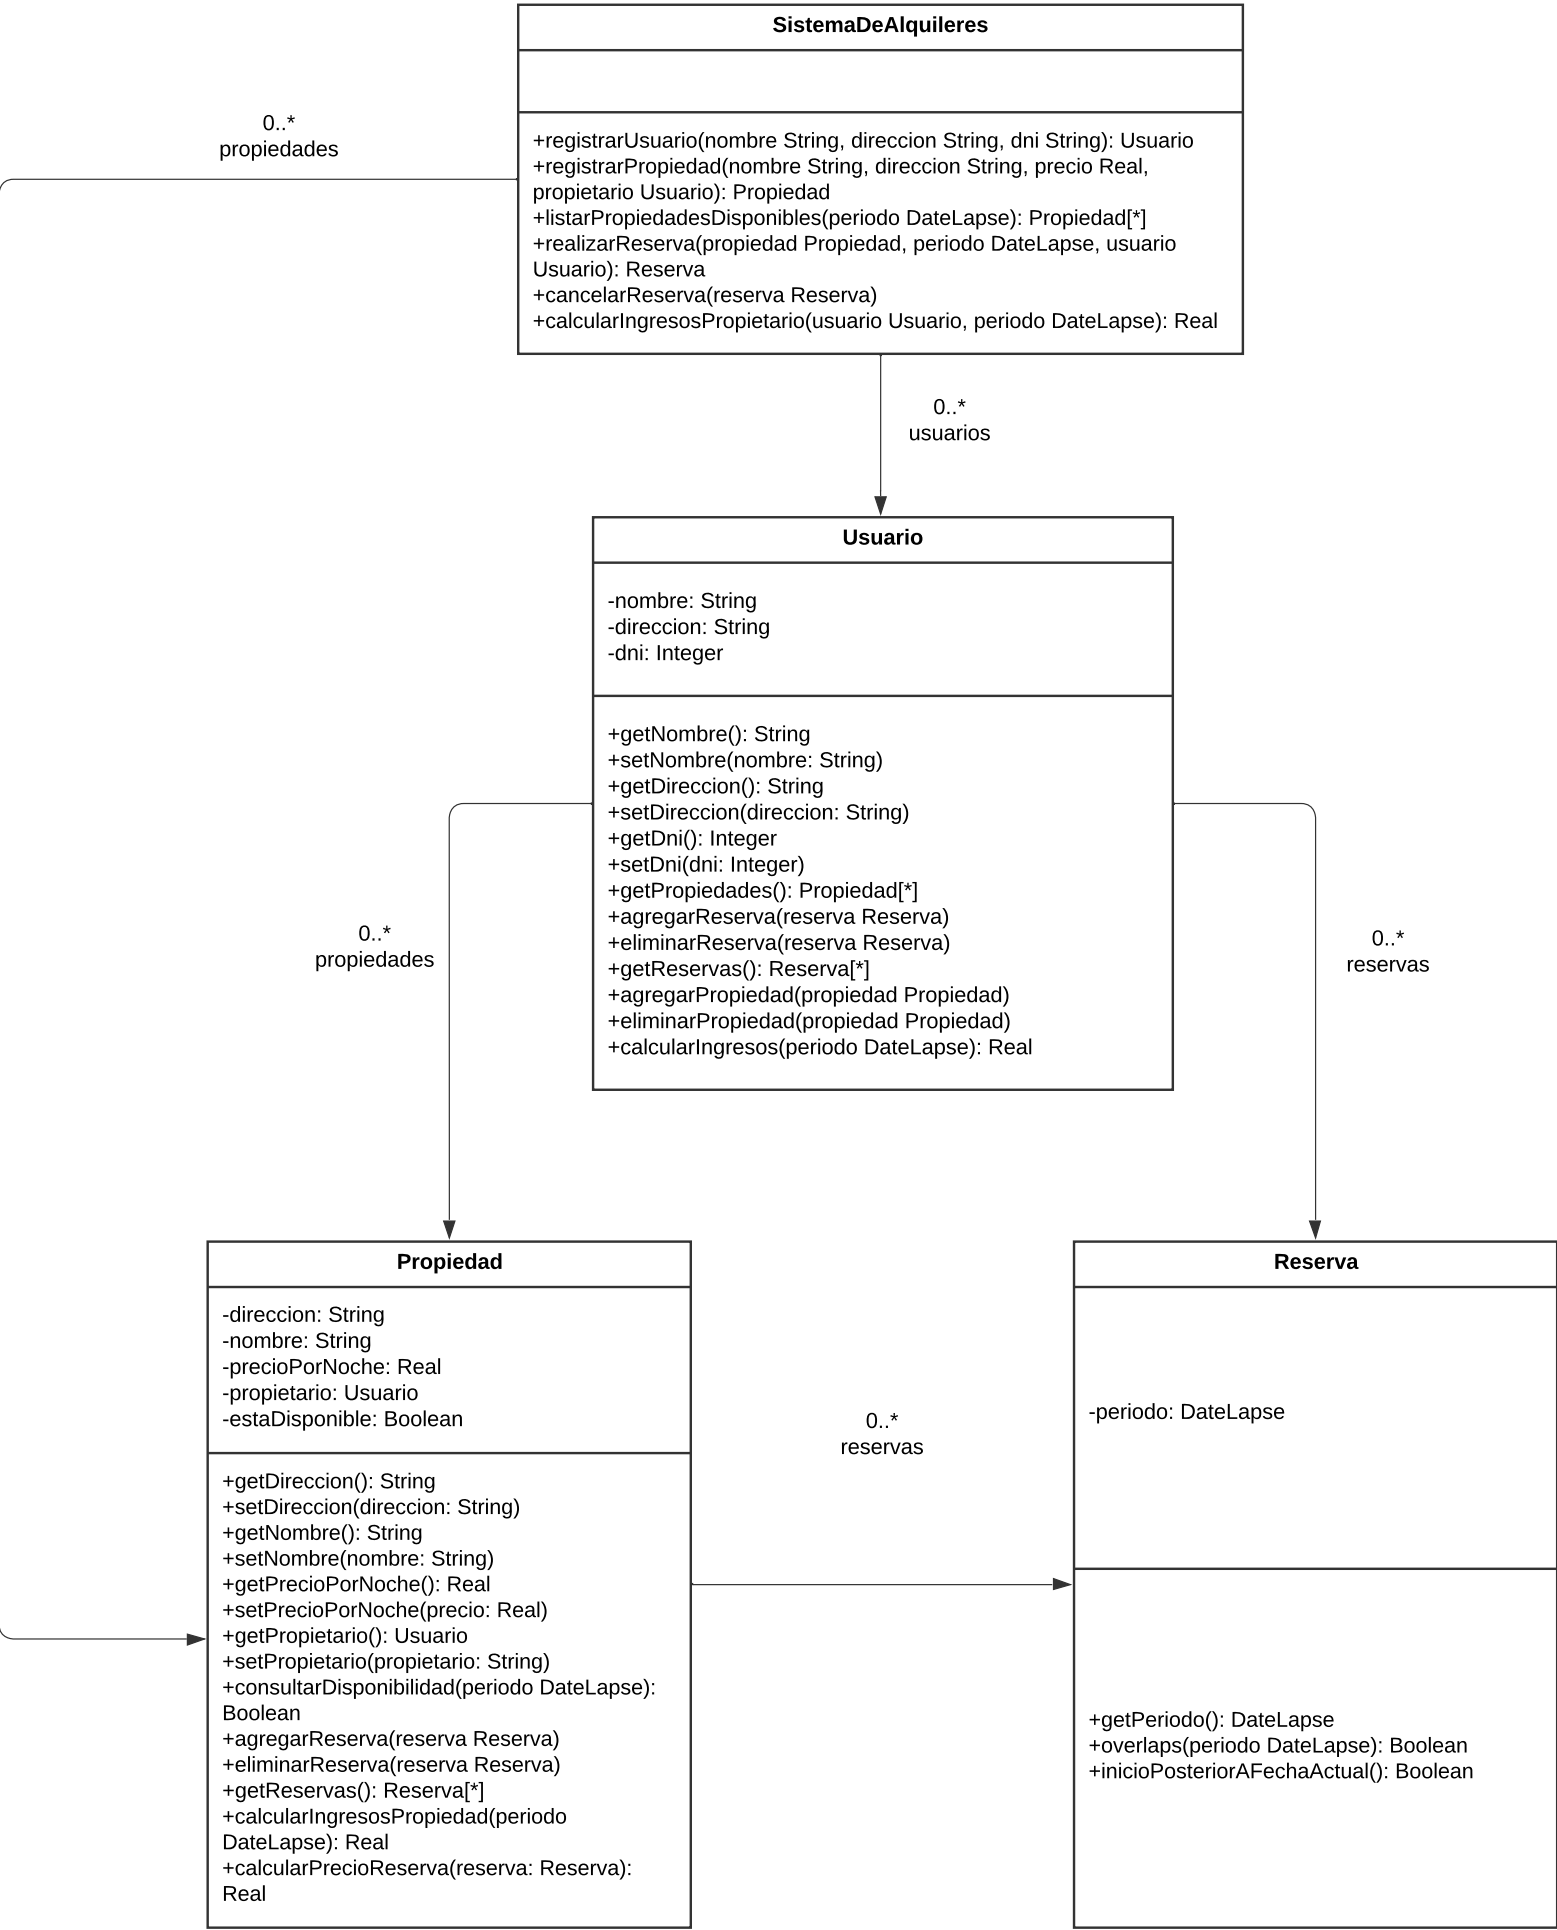 SistemaDeAlquileres
0..*
propiedades
+registrarUsuario(nombre String, direccion String, dni String): Usuario
+registrarPropiedad(nombre String, direccion String, precio Real,
propietario Usuario): Propiedad
+listarPropiedadesDisponibles(periodo DateLapse): Propiedad[*]
+realizarReserva(propiedad Propiedad, periodo DateLapse, usuario
Usuario): Reserva
+cancelarReserva(reserva Reserva)
+calcularIngresosPropietario(usuario Usuario, periodo DateLapse): Real
0..*
usuarios
Usuario
-nombre: String
-direccion: String
-dni: Integer
+getNombre(): String
+setNombre(nombre: String)
+getDireccion(): String
+setDireccion(direccion: String)
+getDni(): Integer
+setDni(dni: Integer)
+getPropiedades(): Propiedad[*]
+agregarReserva(reserva Reserva)
+eliminarReserva(reserva Reserva)
+getReservas(): Reserva[*]
+agregarPropiedad(propiedad Propiedad)
+eliminarPropiedad(propiedad Propiedad)
+calcularIngresos(periodo DateLapse): Real
0..*
propiedades
0..*
reservas
Propiedad
-direccion: String
-nombre: String
-precioPorNoche: Real
-propietario: Usuario
-estaDisponible: Boolean
+getDireccion(): String
+setDireccion(direccion: String)
+getNombre(): String
+setNombre(nombre: String)
+getPrecioPorNoche(): Real
+setPrecioPorNoche(precio: Real)
+getPropietario(): Usuario
+setPropietario(propietario: String)
+consultarDisponibilidad(periodo DateLapse):
Boolean
+agregarReserva(reserva Reserva)
+eliminarReserva(reserva Reserva)
+getReservas(): Reserva[*]
+calcularIngresosPropiedad(periodo
DateLapse): Real
+calcularPrecioReserva(reserva: Reserva):
Real
0..*
reservas
Reserva
-periodo: DateLapse
+getPeriodo(): DateLapse
+overlaps(periodo DateLapse): Boolean
+inicioPosteriorAFechaActual(): Boolean